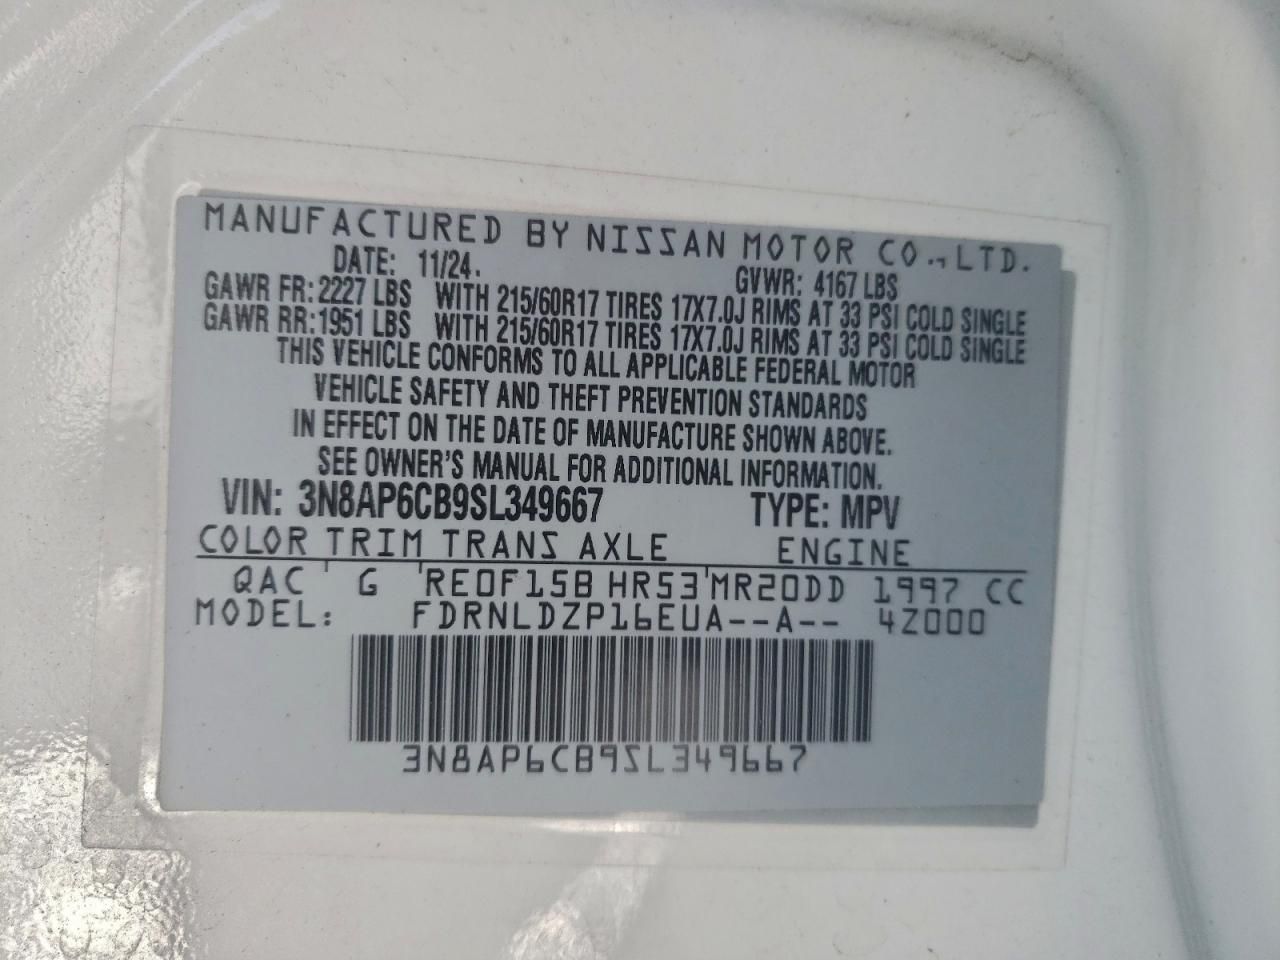 MANUFACTURED BY NISSAN MOTOR CO., LTD.
DATE: 11/24. GVWR: 4167 LBS
GAWR FR: 2227 LBS WITH 215/60R17 TIRES 17X7.0J RIMS AT 33 PSI COLD SINGLE
GAWR RR: 1951 LBS WITH 215/60R17 TIRES 17X7.0J RIMS AT 33 PSI COLD SINGLE
THIS VEHICLE CONFORMS TO ALL APPLICABLE FEDERAL MOTOR
VEHICLE SAFETY AND THEFT PREVENTION STANDARDS
IN EFFECT ON THE DATE OF MANUFACTURE SHOWN ABOVE.
SEE OWNER'S MANUAL FOR ADDITIONAL INFORMATION.
VIN: 3N8AP6CB9SL349667 TYPE: MPV
COLOR TRIM TRANS AXLE ENGINE
QAC G RE0F15B HR53 MR20DD 1997 CC
MODEL: FDRNLDZP16EUA--A-- 4Z000
3N8AP6CB9SL349667